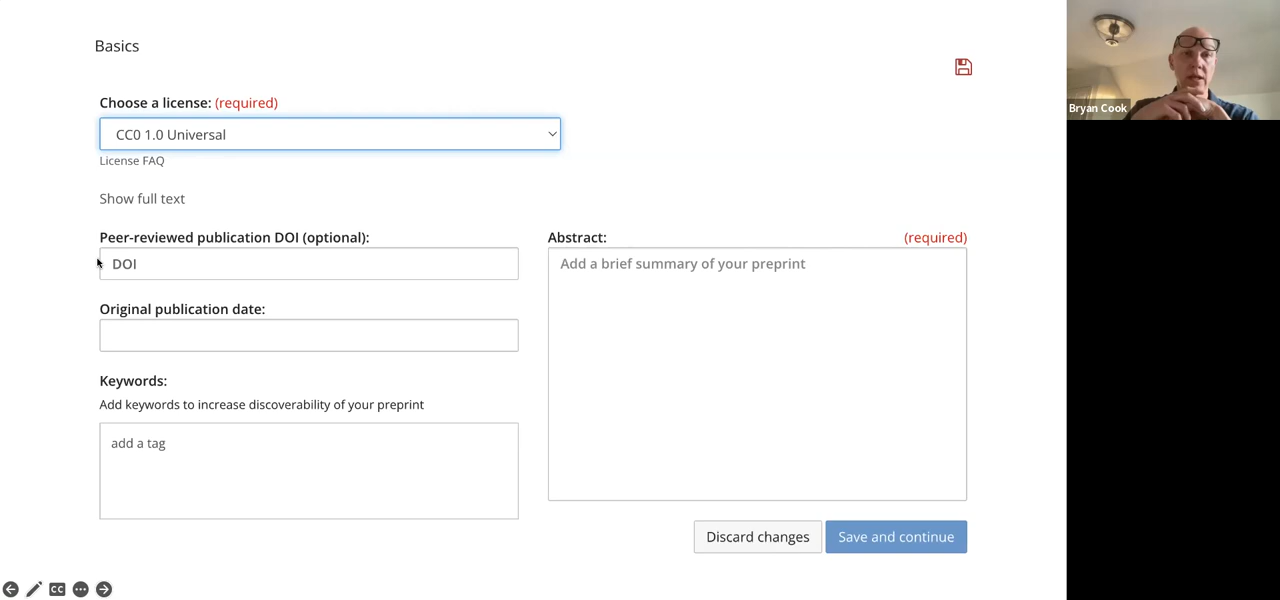 Basics
Choose a license: (required)
CC0 1.0 Universal
License FAQ
Show full text
Peer-reviewed publication DOI (optional):
DOI
Original publication date:
Keywords:
Add keywords to increase discoverability of your preprint
add a tag
Abstract: (required)
Add a brief summary of your preprint
Discard changes
Save and continue
CC
Bryan Cook